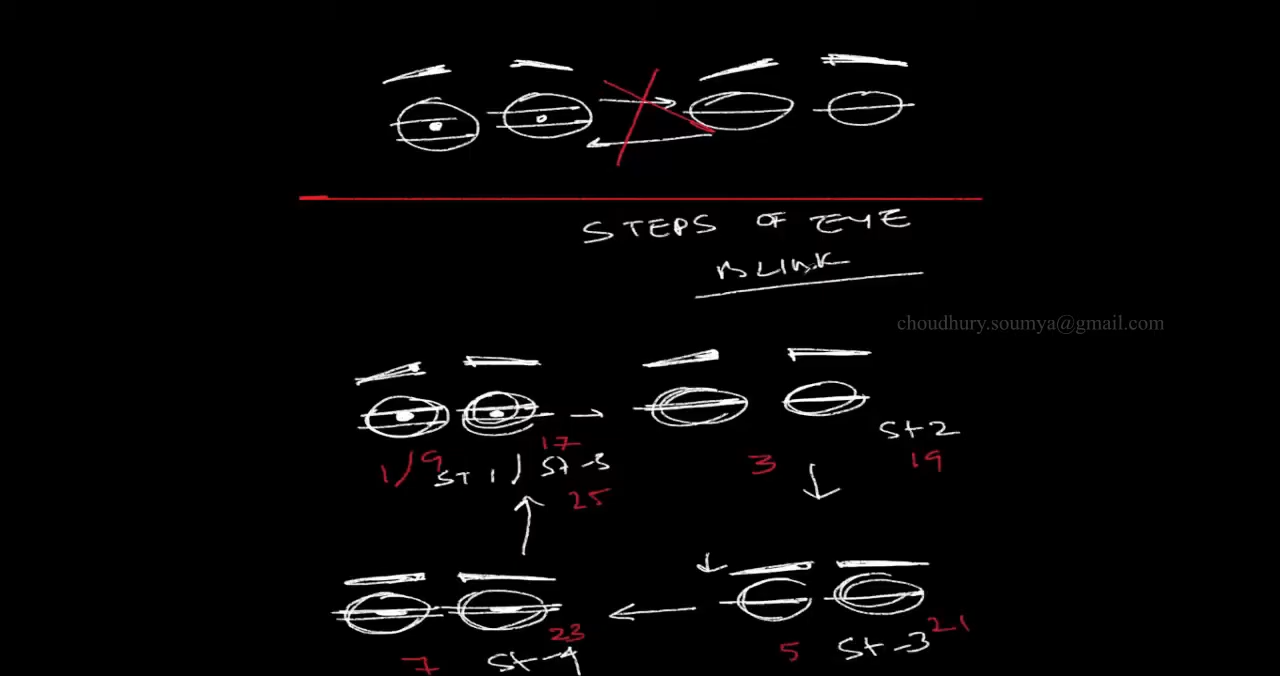 STEPS OF EYE
BLINK
choudhury.soumya@gmail.com
1/9 ST 1 / 17 St-5
25
3
St 2
19
7
23
St-4
5
St-3
21